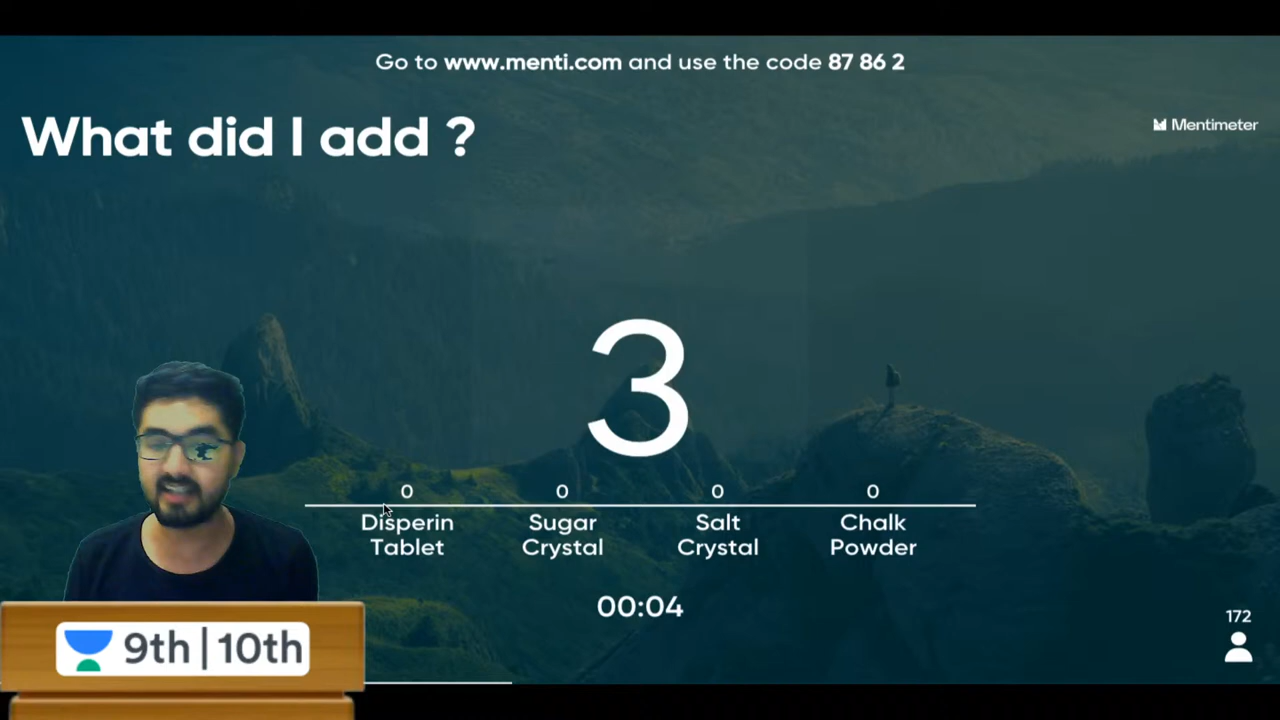 Go to www.menti.com and use the code 87 86 2
What did I add ?
Mentimeter
3
0 0 0 0
Disperin Tablet
Sugar Crystal
Salt Crystal
Chalk Powder
00:04
172
9th | 10th